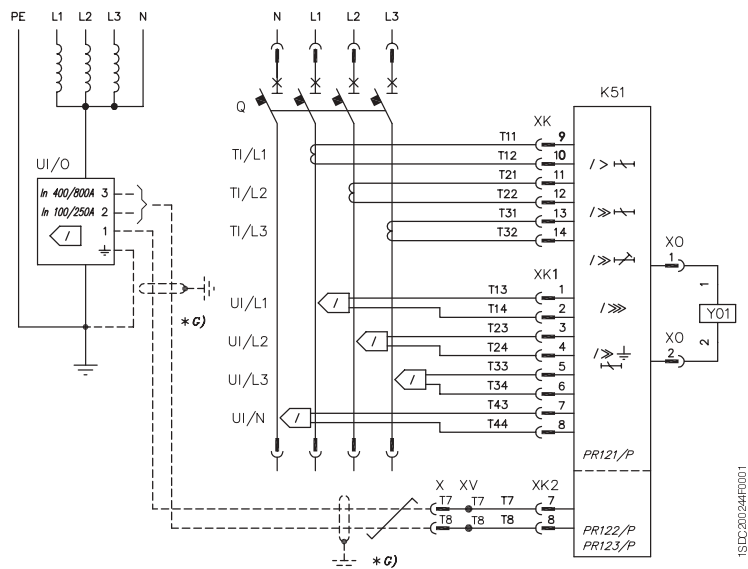 PE L1 L2 L3 N
N L1 L2 L3
Q
K51
XK
UI/O
In 400/800A 3
In 100/250A 2
1
/
TI/L1
TI/L2
TI/L3
T11 9
T12 10
T21 11
T22 12
T31 13
T32 14
/>
/≫
/≫
/⋙
/≫
XO
1
1
Y01
2
XO
2
*G)
UI/L1
UI/L2
UI/L3
UI/N
/
/
/
/
XK1
T13 1
T14 2
T23 3
T24 4
T33 5
T34 6
T43 7
T44 8
PR121/P
X XV XK2
T7 T7 T7 7
T8 T8 T8 8
PR122/P
PR123/P
*G)
1SDC200244F0001